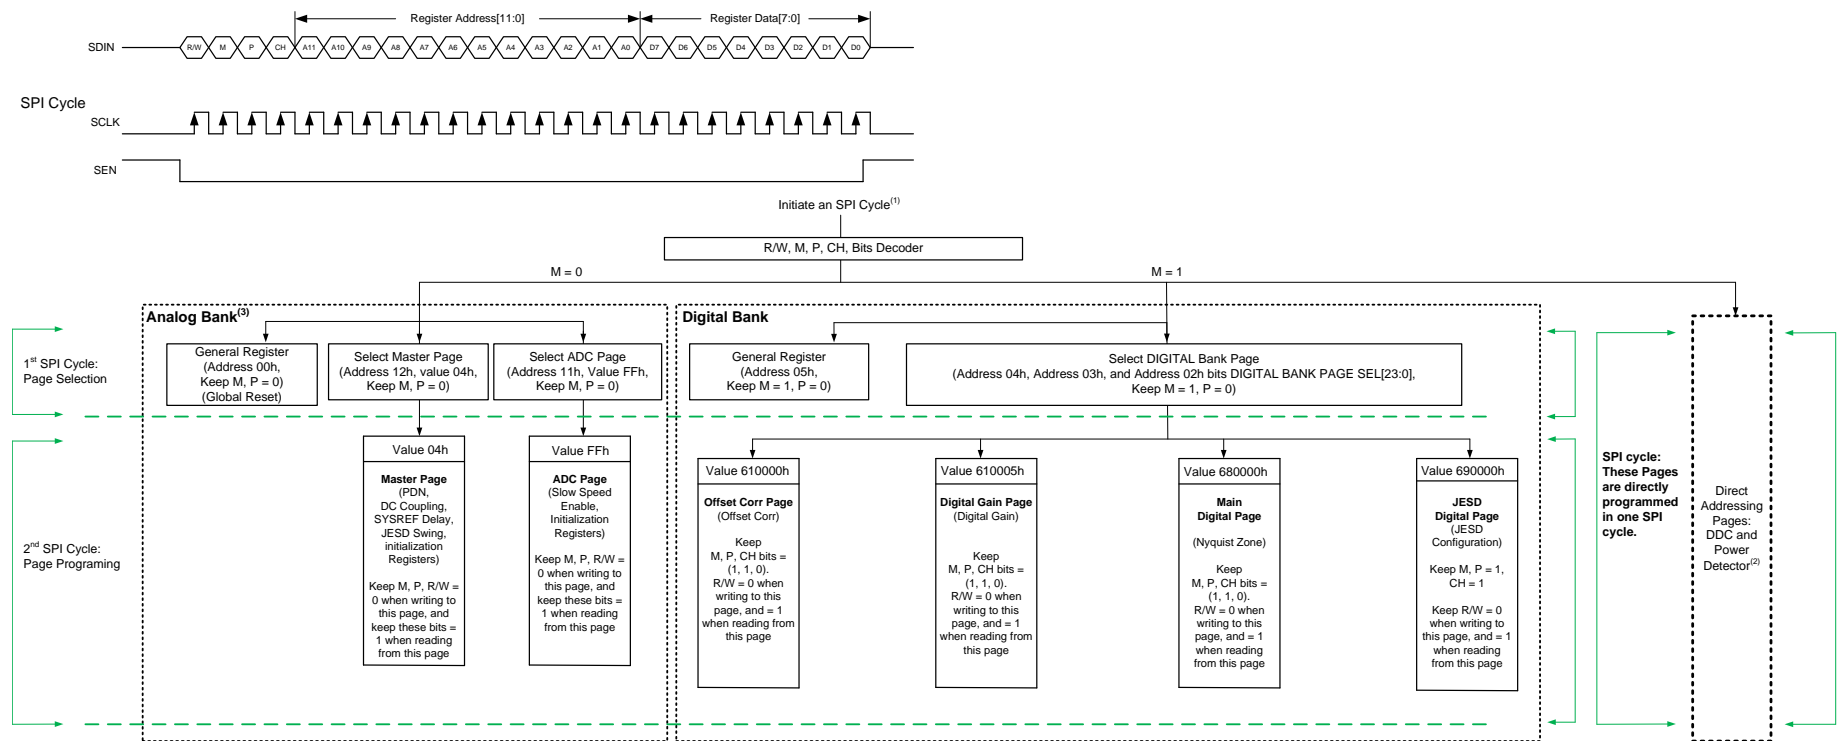 Register Address[11:0]
Register Data[7:0]
SDIN
R/W M P CH A11 A10 A9 A8 A7 A6 A5 A4 A3 A2 A1 A0 D7 D6 D5 D4 D3 D2 D1 D0
SPI Cycle
SCLK
SEN
Initiate an SPI Cycle(1)
R/W, M, P, CH, Bits Decoder
M = 0
M = 1
Analog Bank(3)
Digital Bank
1st SPI Cycle:
Page Selection
General Register
(Address 00h,
Keep M, P = 0)
(Global Reset)
Select Master Page
(Address 12h, value 04h,
Keep M, P = 0)
Select ADC Page
(Address 11h, Value FFh,
Keep M, P = 0)
General Register
(Address 05h,
Keep M = 1, P = 0)
Select DIGITAL Bank Page
(Address 04h, Address 03h, and Address 02h bits DIGITAL BANK PAGE SEL[23:0],
Keep M = 1, P = 0)
2nd SPI Cycle:
Page Programing
Value 04h
Master Page
(PDN,
DC Coupling,
SYSREF Delay,
JESD Swing,
initialization
Registers)
Keep M, P, R/W =
0 when writing to
this page, and
keep these bits =
1 when reading
from this page
Value FFh
ADC Page
(Slow Speed
Enable,
Initialization
Registers)
Keep M, P, R/W =
0 when writing to
this page, and
keep these bits =
1 when reading
from this page
Value 610000h
Offset Corr Page
(Offset Corr)
Keep
M, P, CH bits =
(1, 1, 0).
R/W = 0 when
writing to this
page, and = 1
when reading from
this page
Value 610005h
Digital Gain Page
(Digital Gain)
Keep
M, P, CH bits =
(1, 1, 0).
R/W = 0 when
writing to this
page, and = 1
when reading from
this page
Value 680000h
Main
Digital Page
(Nyquist Zone)
Keep
M, P, CH bits =
(1, 1, 0).
R/W = 0 when
writing to this
page, and = 1
when reading
from this page
Value 690000h
JESD
Digital Page
(JESD
Configuration)
Keep M, P = 1,
CH = 1
Keep R/W = 0
when writing to
this page, and = 1
when reading
from this page
SPI cycle:
These Pages
are directly
programmed
in one SPI
cycle.
Direct
Addressing
Pages:
DDC and
Power
Detector(2)